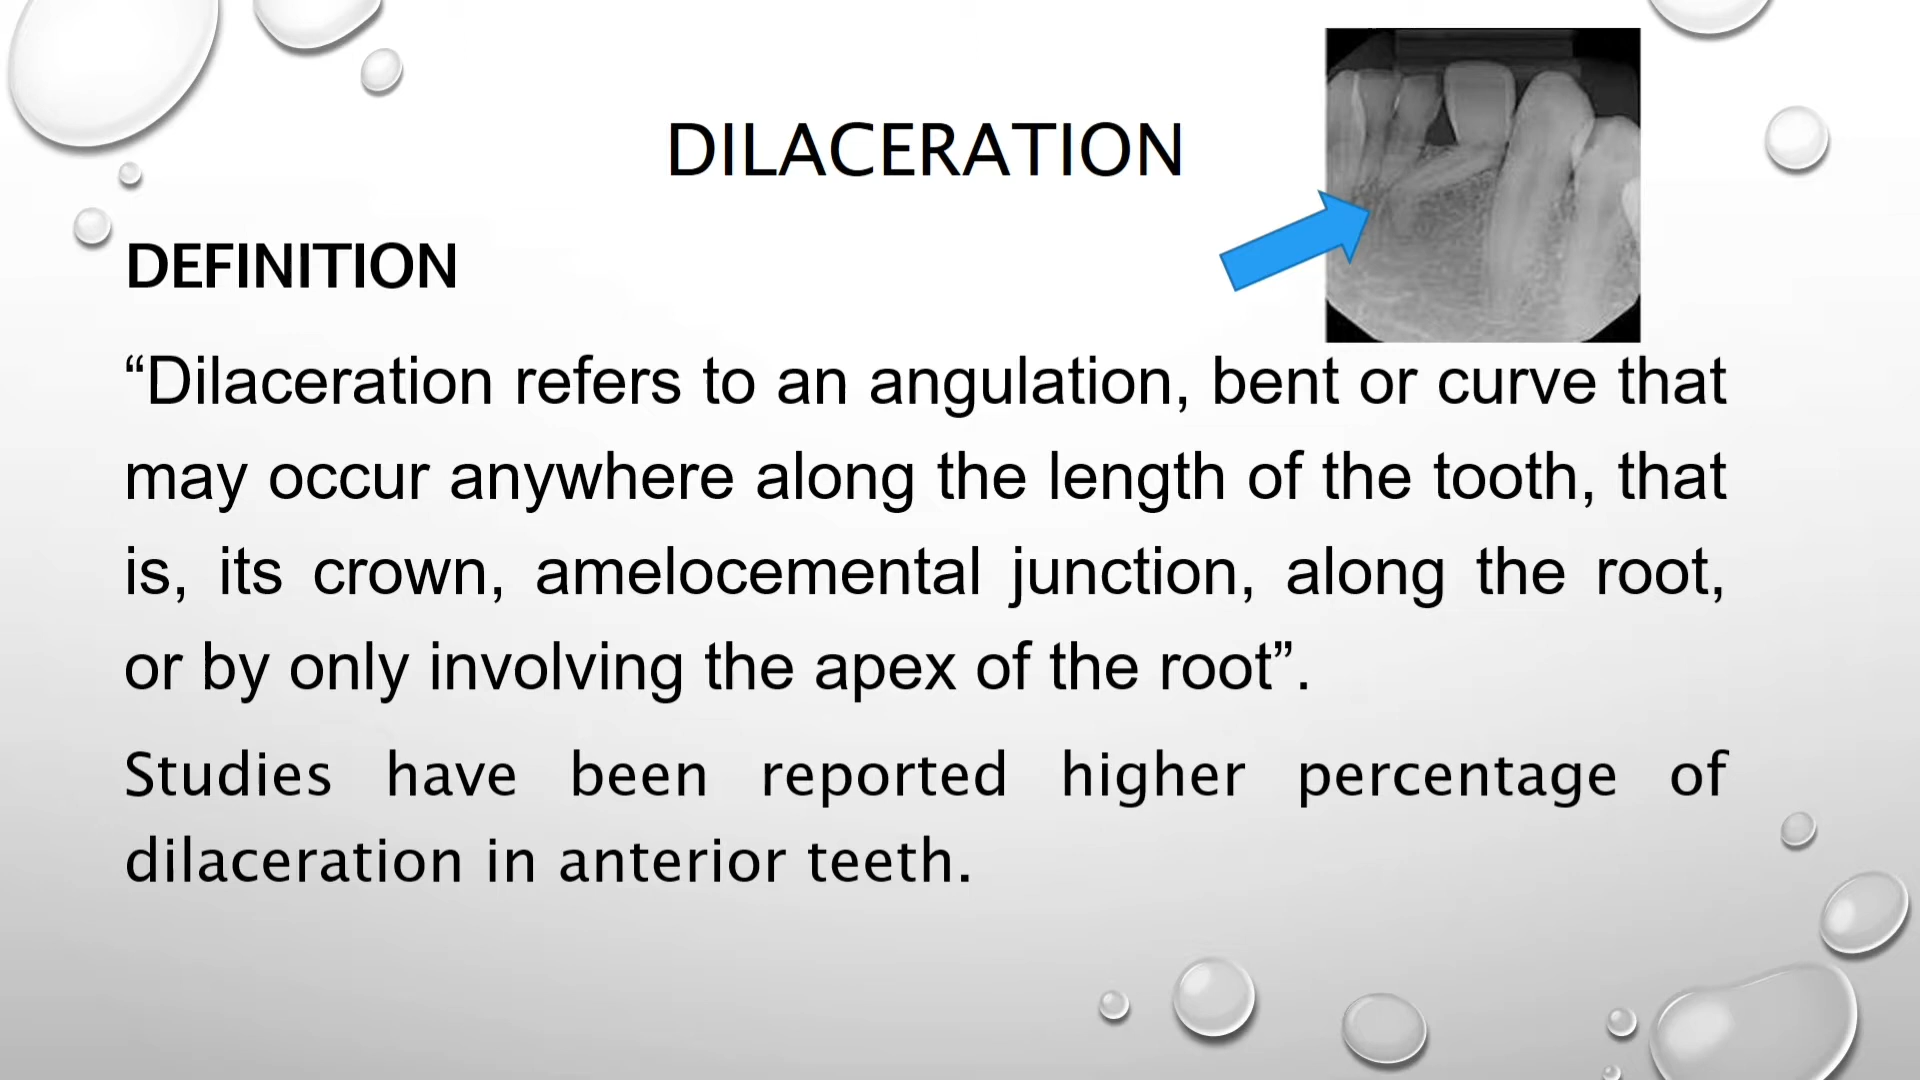 DILACERATION
DEFINITION
“Dilaceration refers to an angulation, bent or curve that
may occur anywhere along the length of the tooth, that
is, its crown, amelocemental junction, along the root,
or by only involving the apex of the root”.
Studies have been reported higher percentage of
dilaceration in anterior teeth.